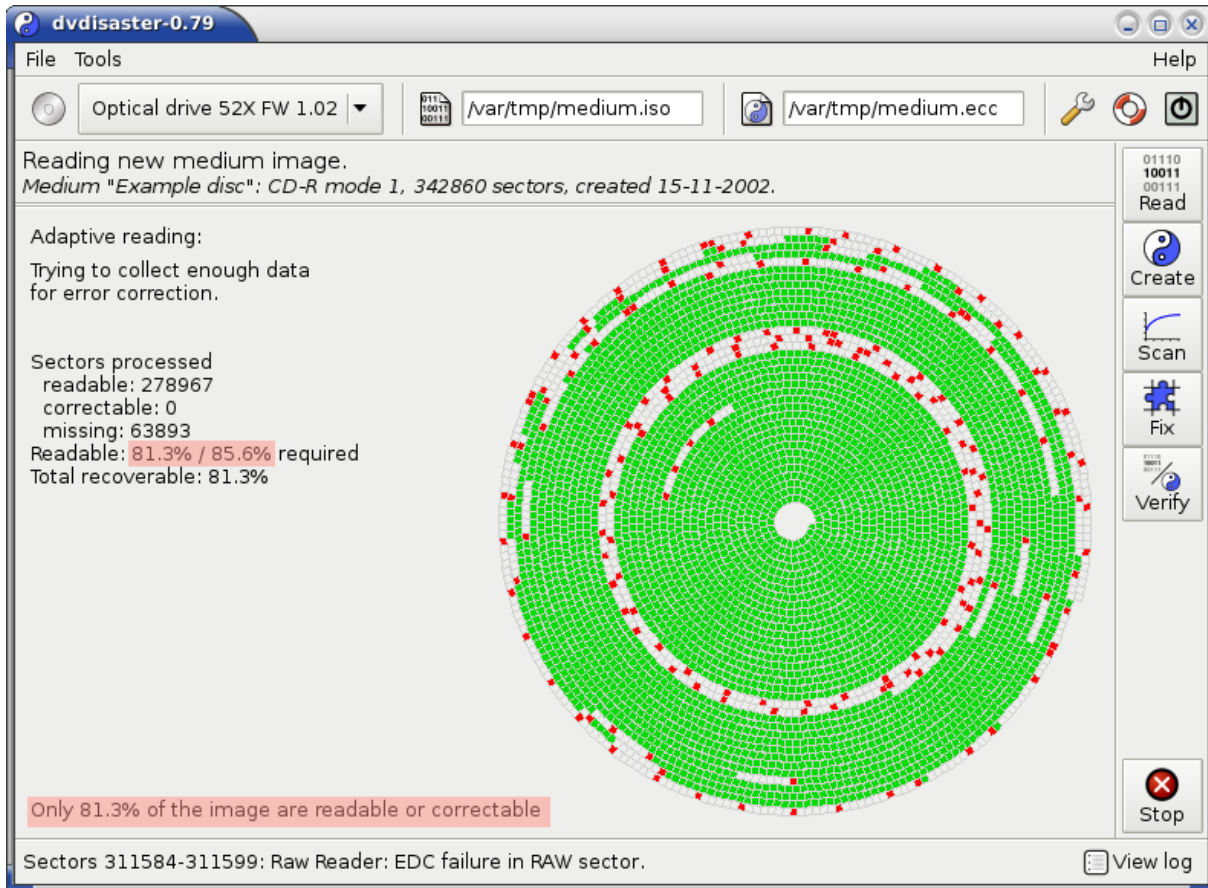 dvdisaster-0.79
File Tools Help
Optical drive 52X FW 1.02 /var/tmp/medium.iso /var/tmp/medium.ecc
Reading new medium image.
Medium "Example disc": CD-R mode 1, 342860 sectors, created 15-11-2002.
01110
10011
00111
Read
Adaptive reading:
Trying to collect enough data
for error correction.
Create
Scan
Sectors processed
readable: 278967
correctable: 0
missing: 63893
Readable: 81.3% / 85.6% required
Total recoverable: 81.3%
Fix
Verify
Only 81.3% of the image are readable or correctable
Stop
Sectors 311584-311599: Raw Reader: EDC failure in RAW sector.
View log